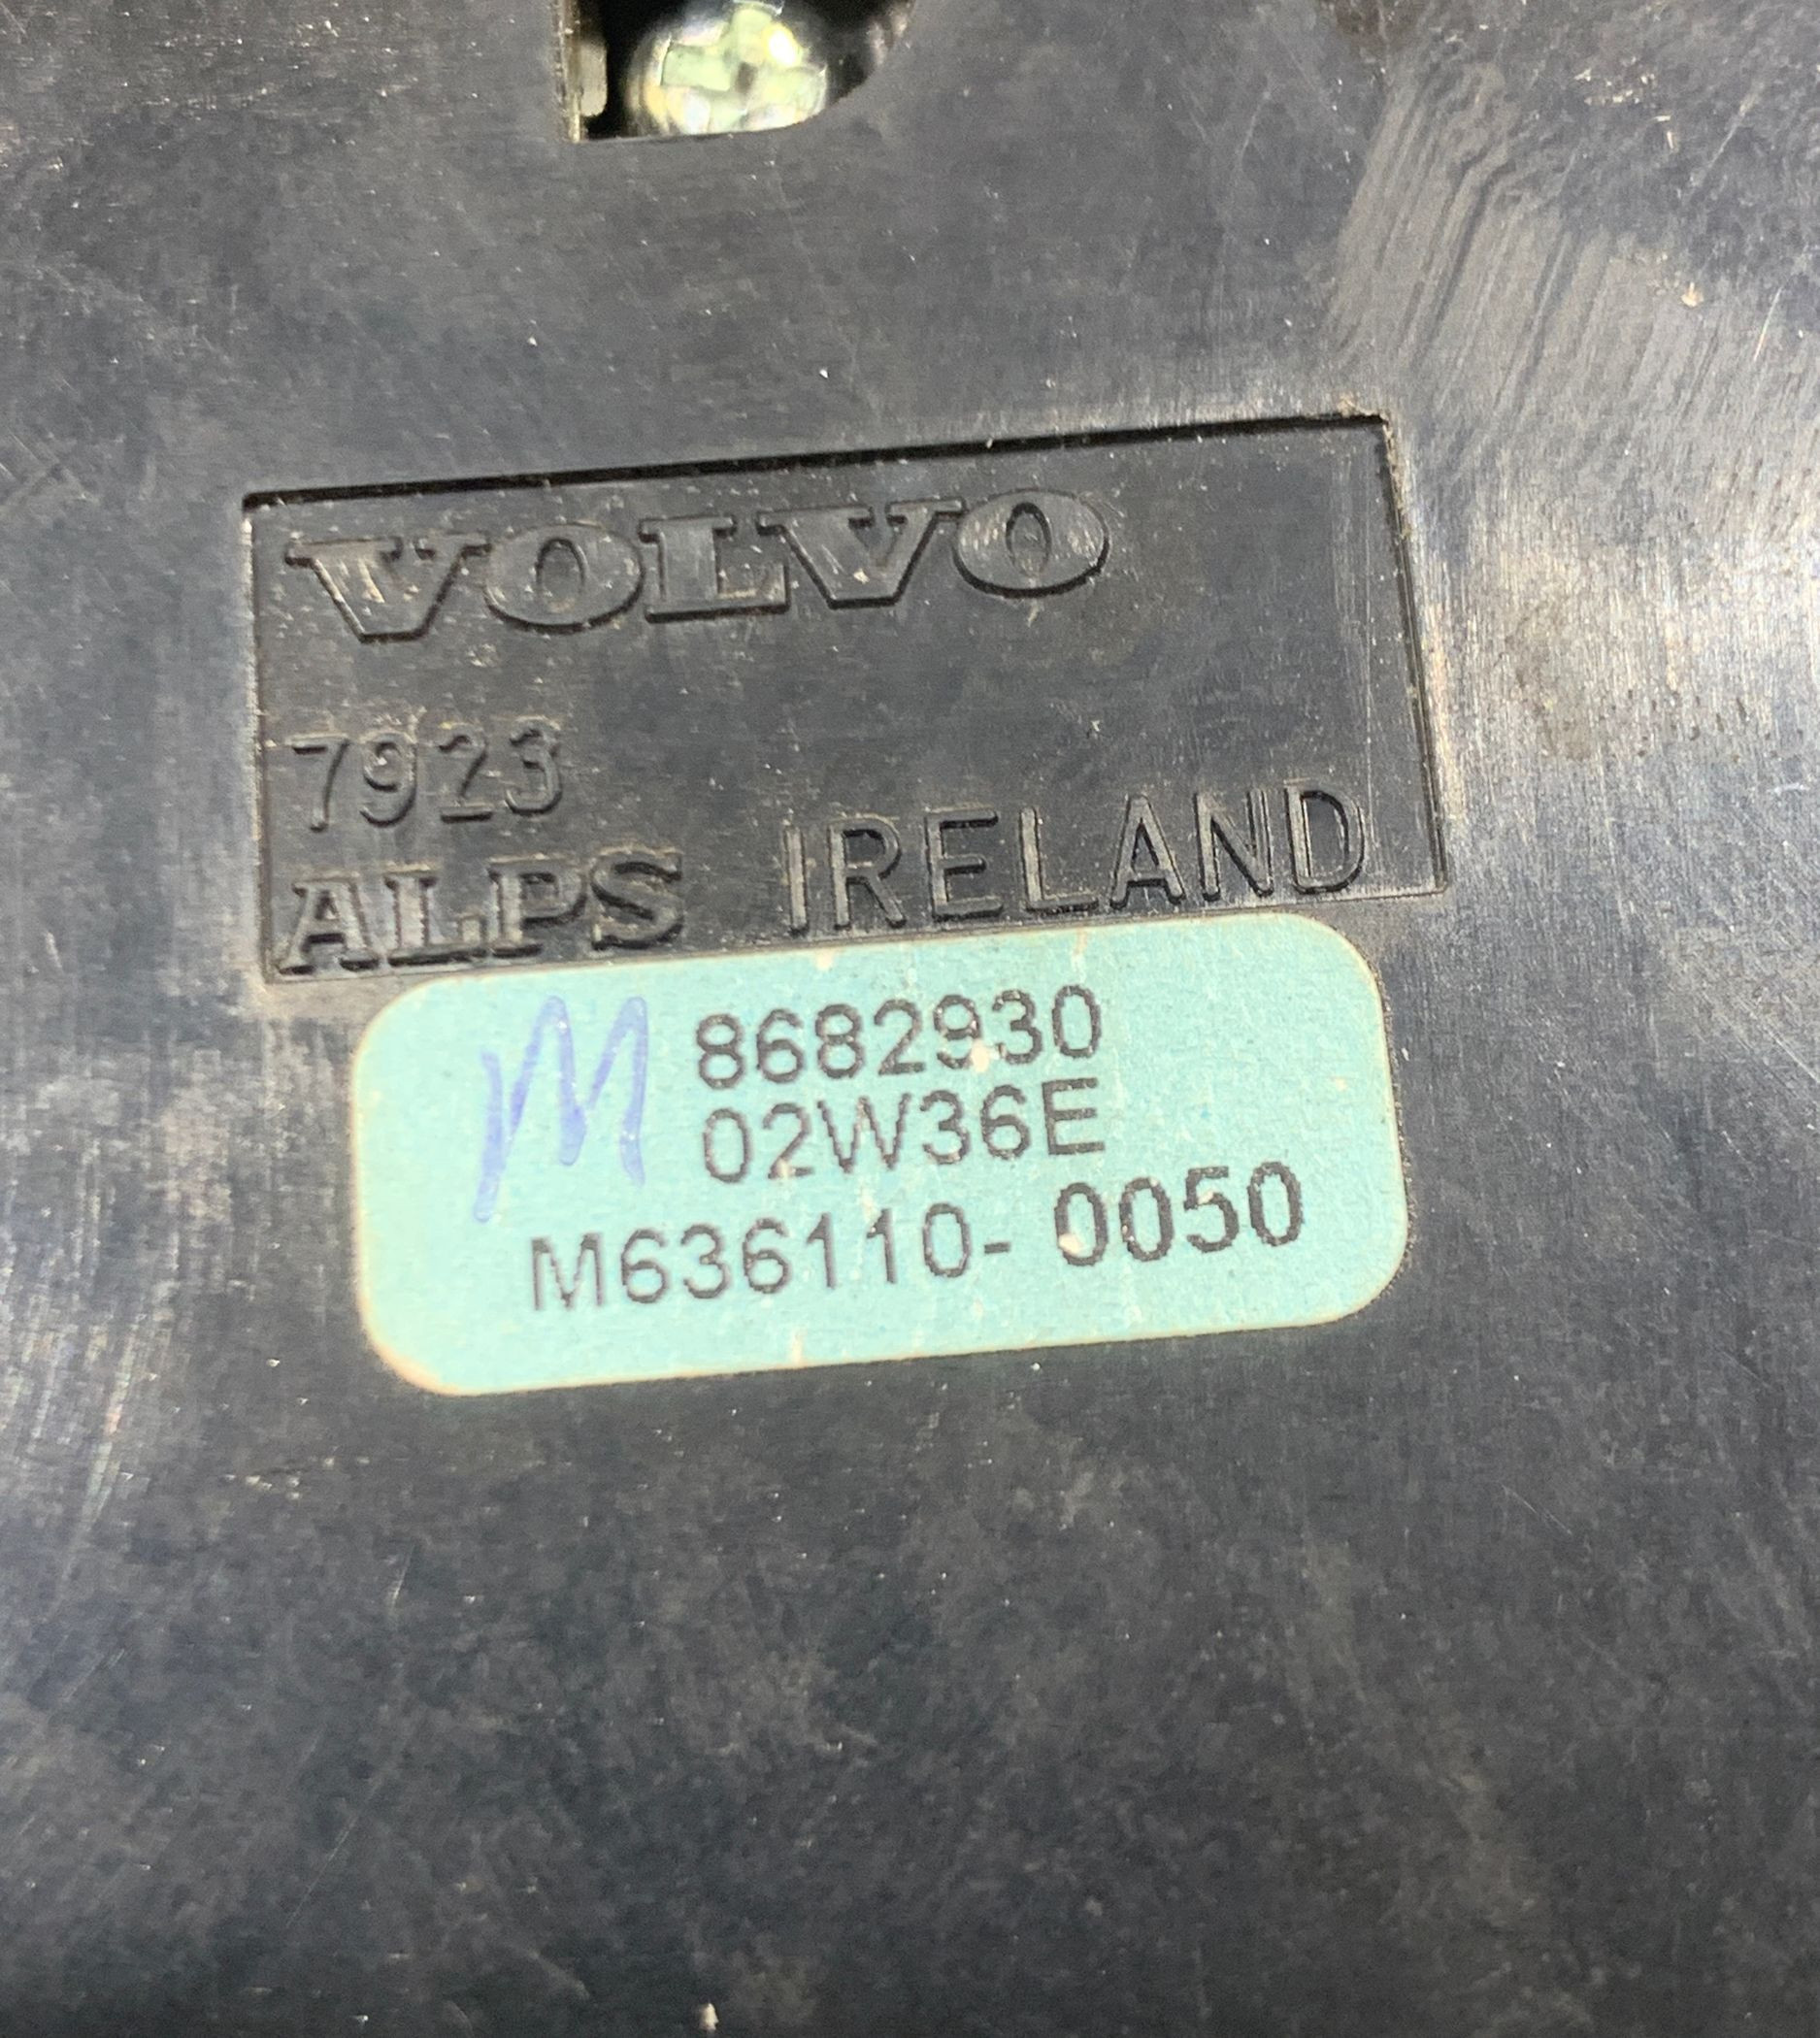 VOLVO
7923
ALPS IRELAND
M 8682930
02W36E
M636110- 0050